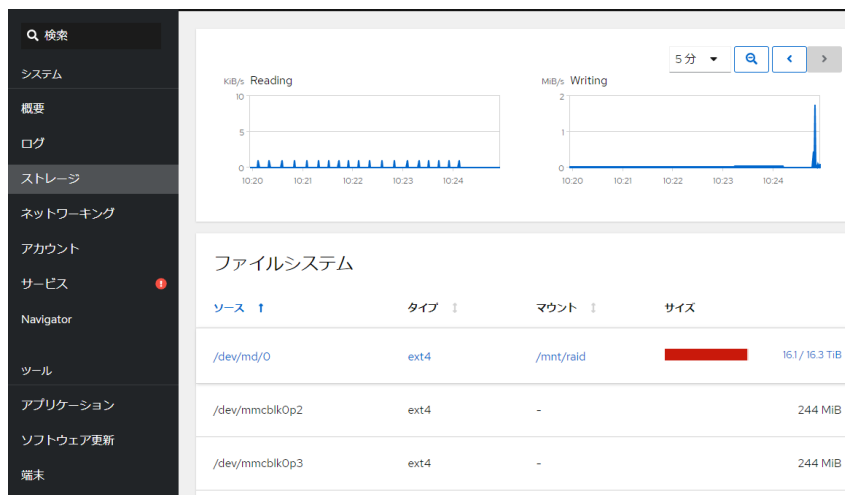 検索
システム
概要
ログ
ストレージ
ネットワーキング
アカウント
サービス
Navigator
ツール
アプリケーション
ソフトウェア更新
端末
5分
KiB/s Reading
10
5
0
10:20 10:21 10:22 10:23 10:24
MiB/s Writing
2
1
0
10:20 10:21 10:22 10:23 10:24
ファイルシステム
ソース タイプ マウント サイズ
/dev/md/0 ext4 /mnt/raid 16.1 / 16.3 TiB
/dev/mmcblk0p2 ext4 - 244 MiB
/dev/mmcblk0p3 ext4 - 244 MiB